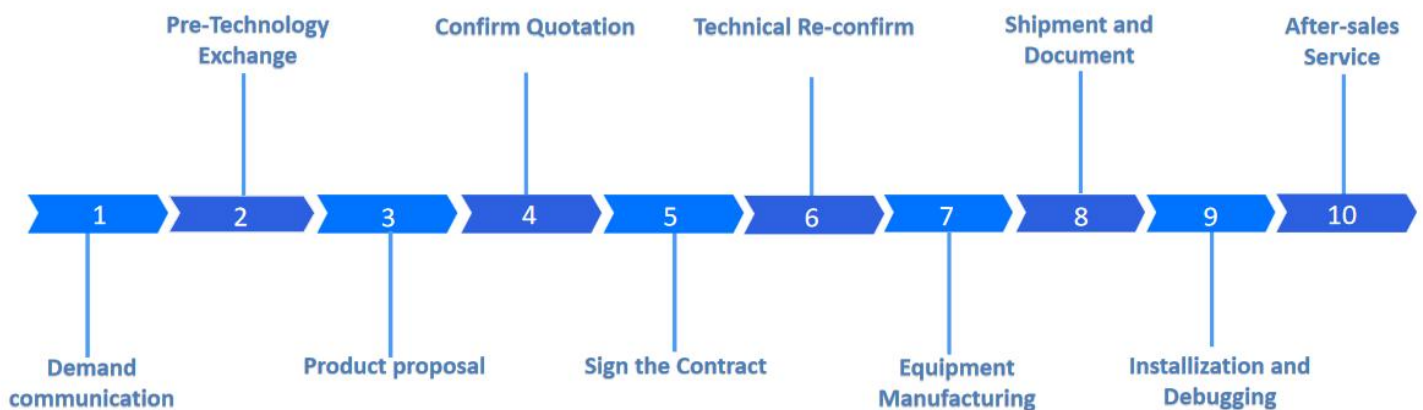 Pre-Technology
Exchange
Confirm Quotation
Technical Re-confirm
Shipment and
Document
After-sales
Service
1
2
3
4
5
6
7
8
9
10
Demand
communication
Product proposal
Sign the Contract
Equipment
Manufacturing
Installization and
Debugging